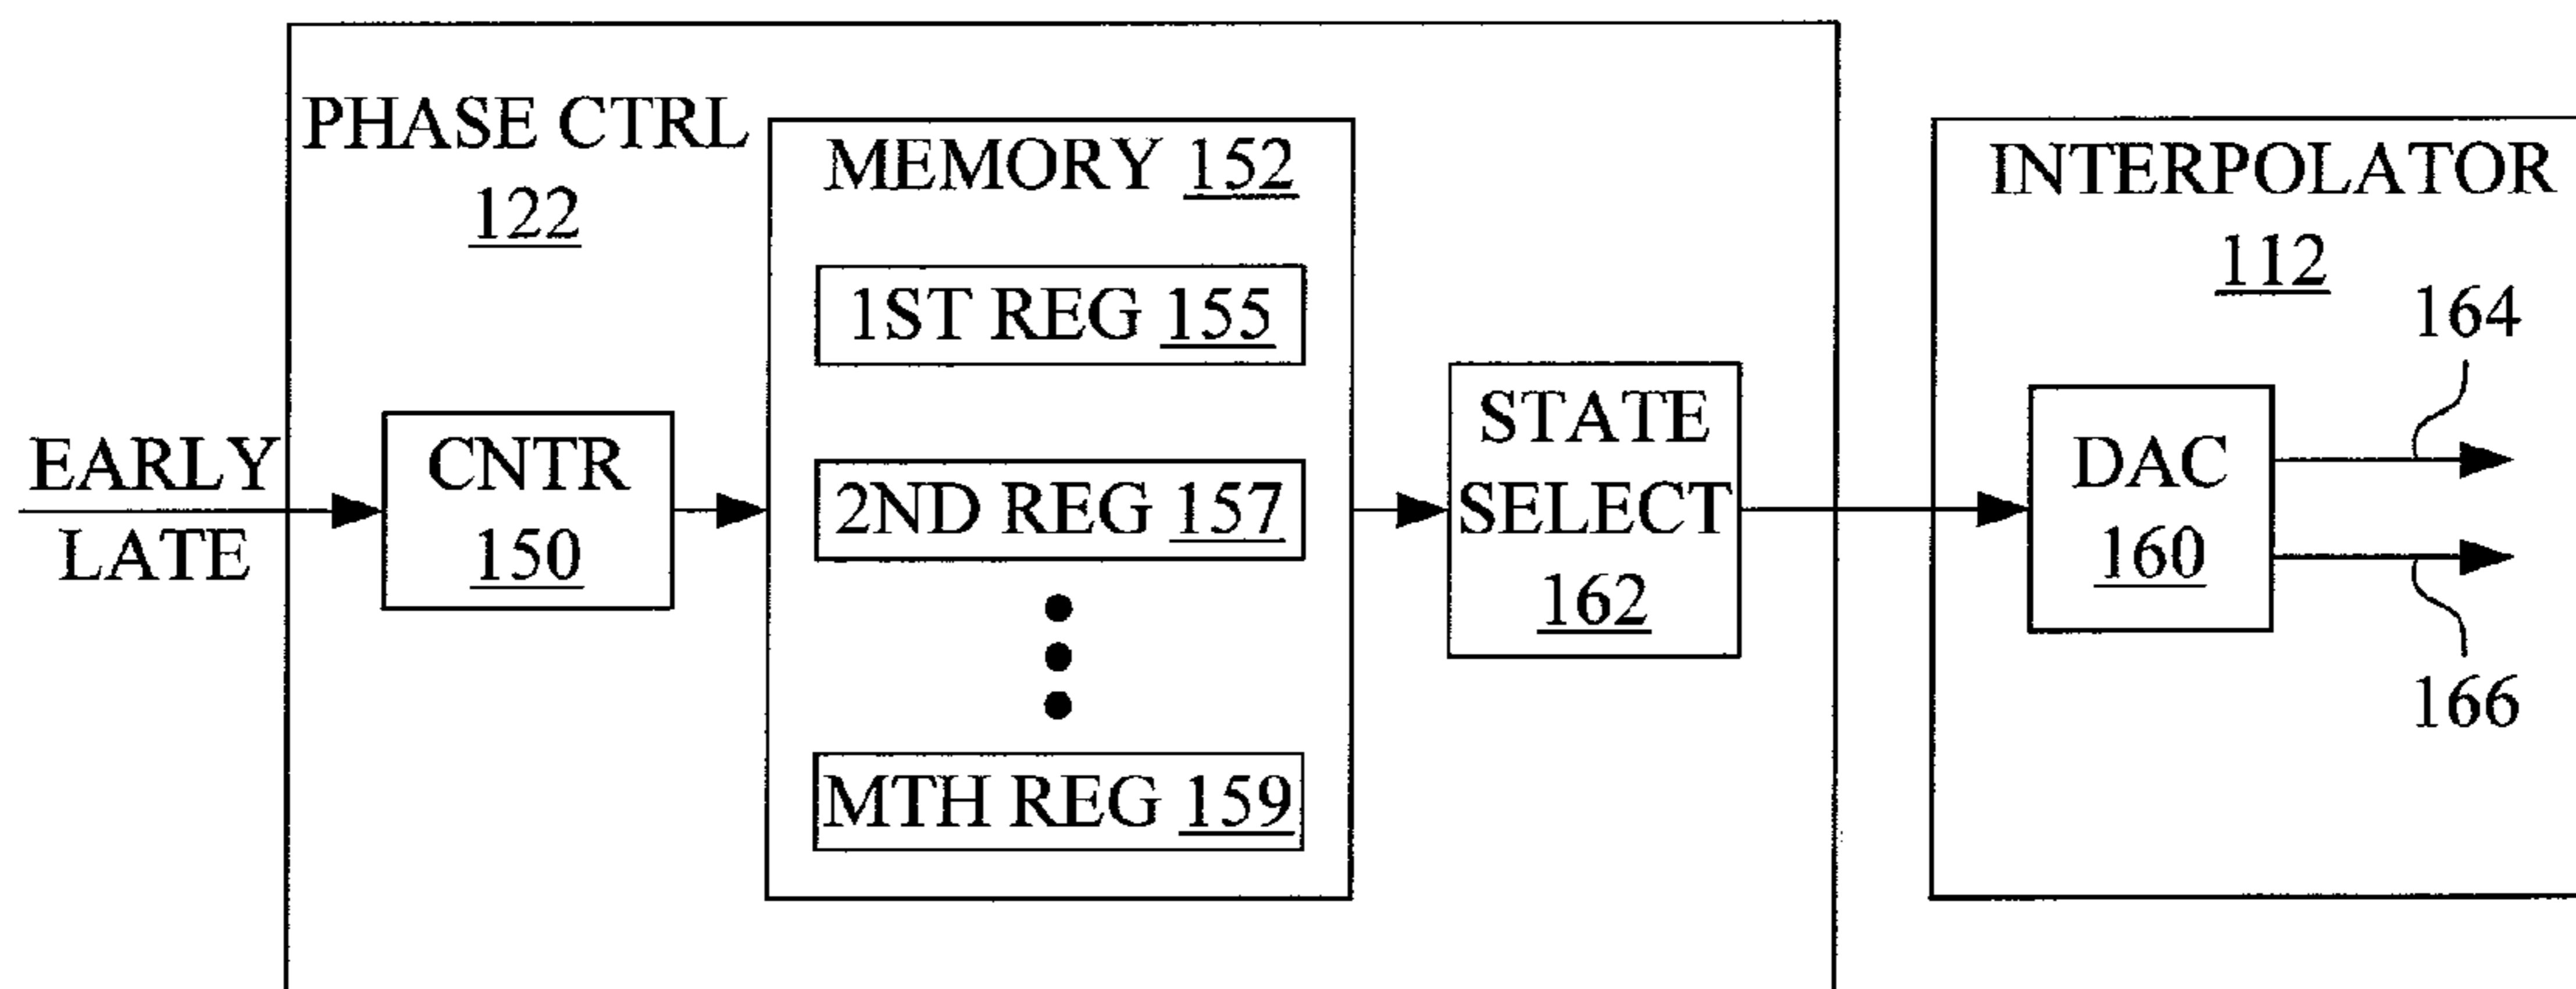 PHASE CTRL
122
EARLY
LATE
CNTR
150
MEMORY 152
1ST REG 155
2ND REG 157
MTH REG 159
STATE
SELECT
162
INTERPOLATOR
112
DAC
160
164
166